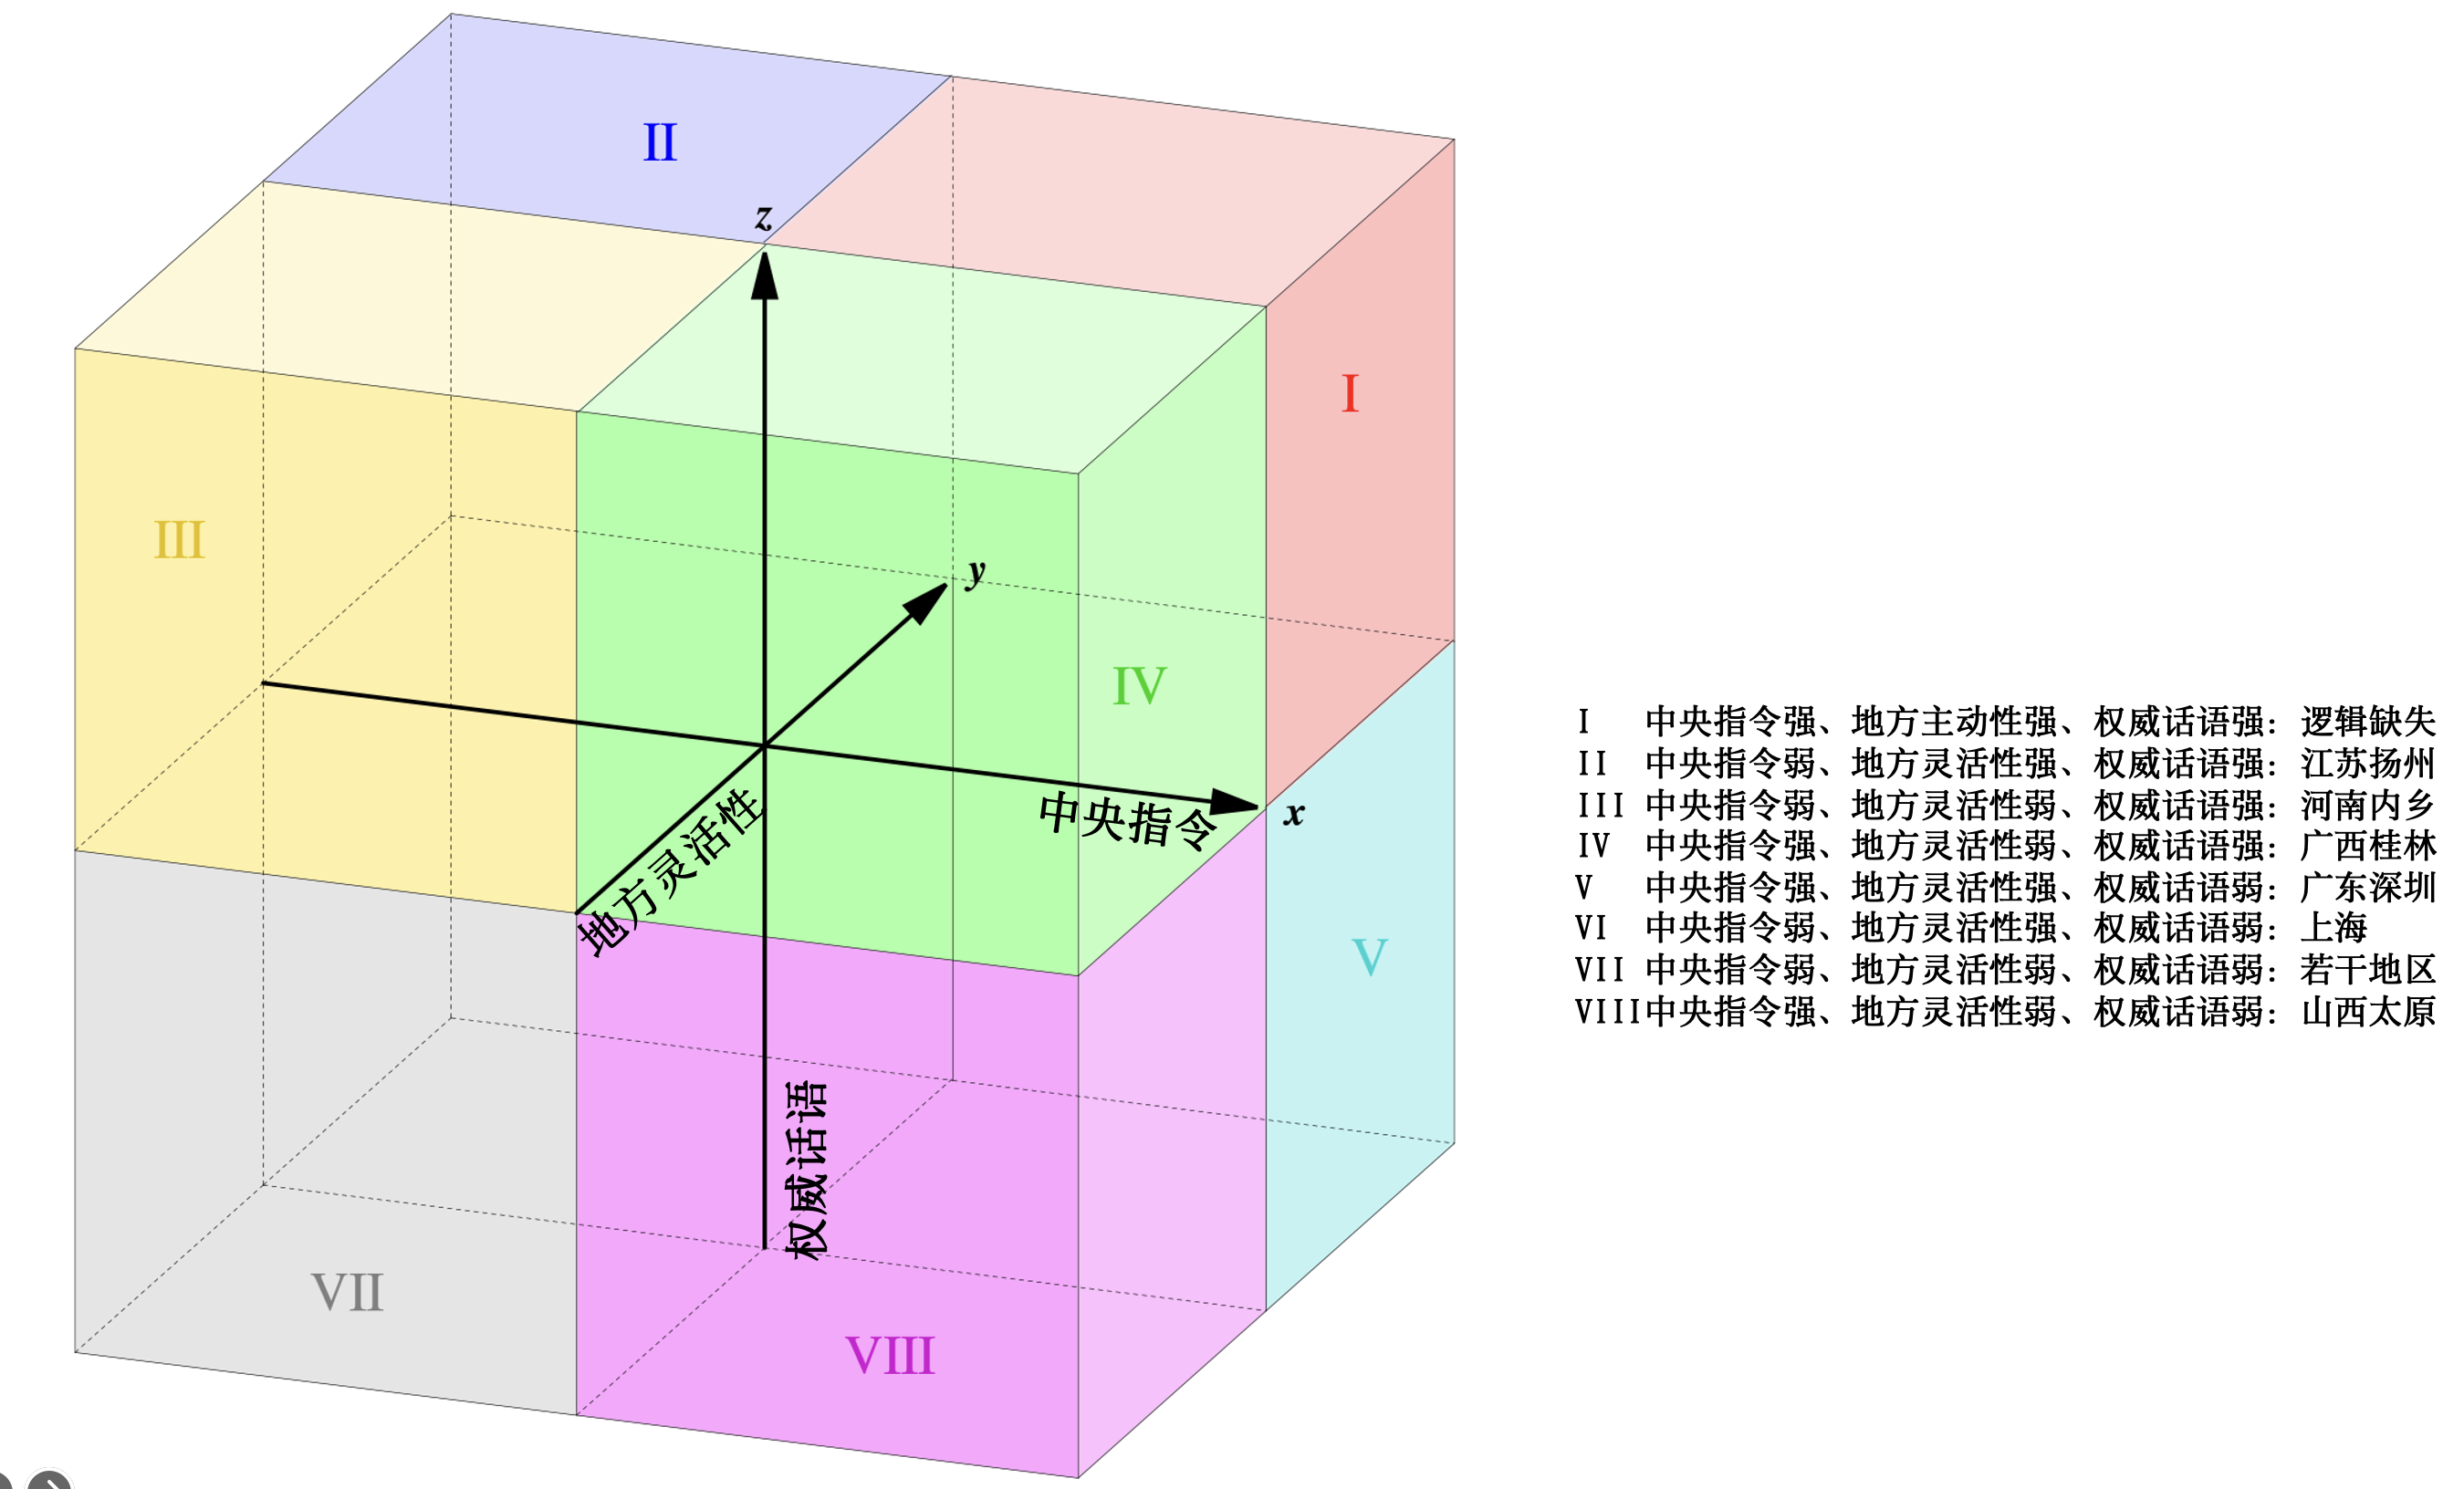 II
z
I
III
y
IV
x
中央指令
地方灵活性
V
权威话语
VII
VIII
I 中央指令强、地方主动性强、权威话语强：逻辑缺失
II 中央指令弱、地方灵活性强、权威话语强：江苏扬州
III 中央指令弱、地方灵活性弱、权威话语强：河南内乡
IV 中央指令强、地方灵活性弱、权威话语强：广西桂林
V 中央指令强、地方灵活性强、权威话语弱：广东深圳
VI 中央指令弱、地方灵活性强、权威话语弱：上海
VII 中央指令弱、地方灵活性弱、权威话语弱：若干地区
VIII 中央指令强、地方灵活性弱、权威话语弱：山西太原